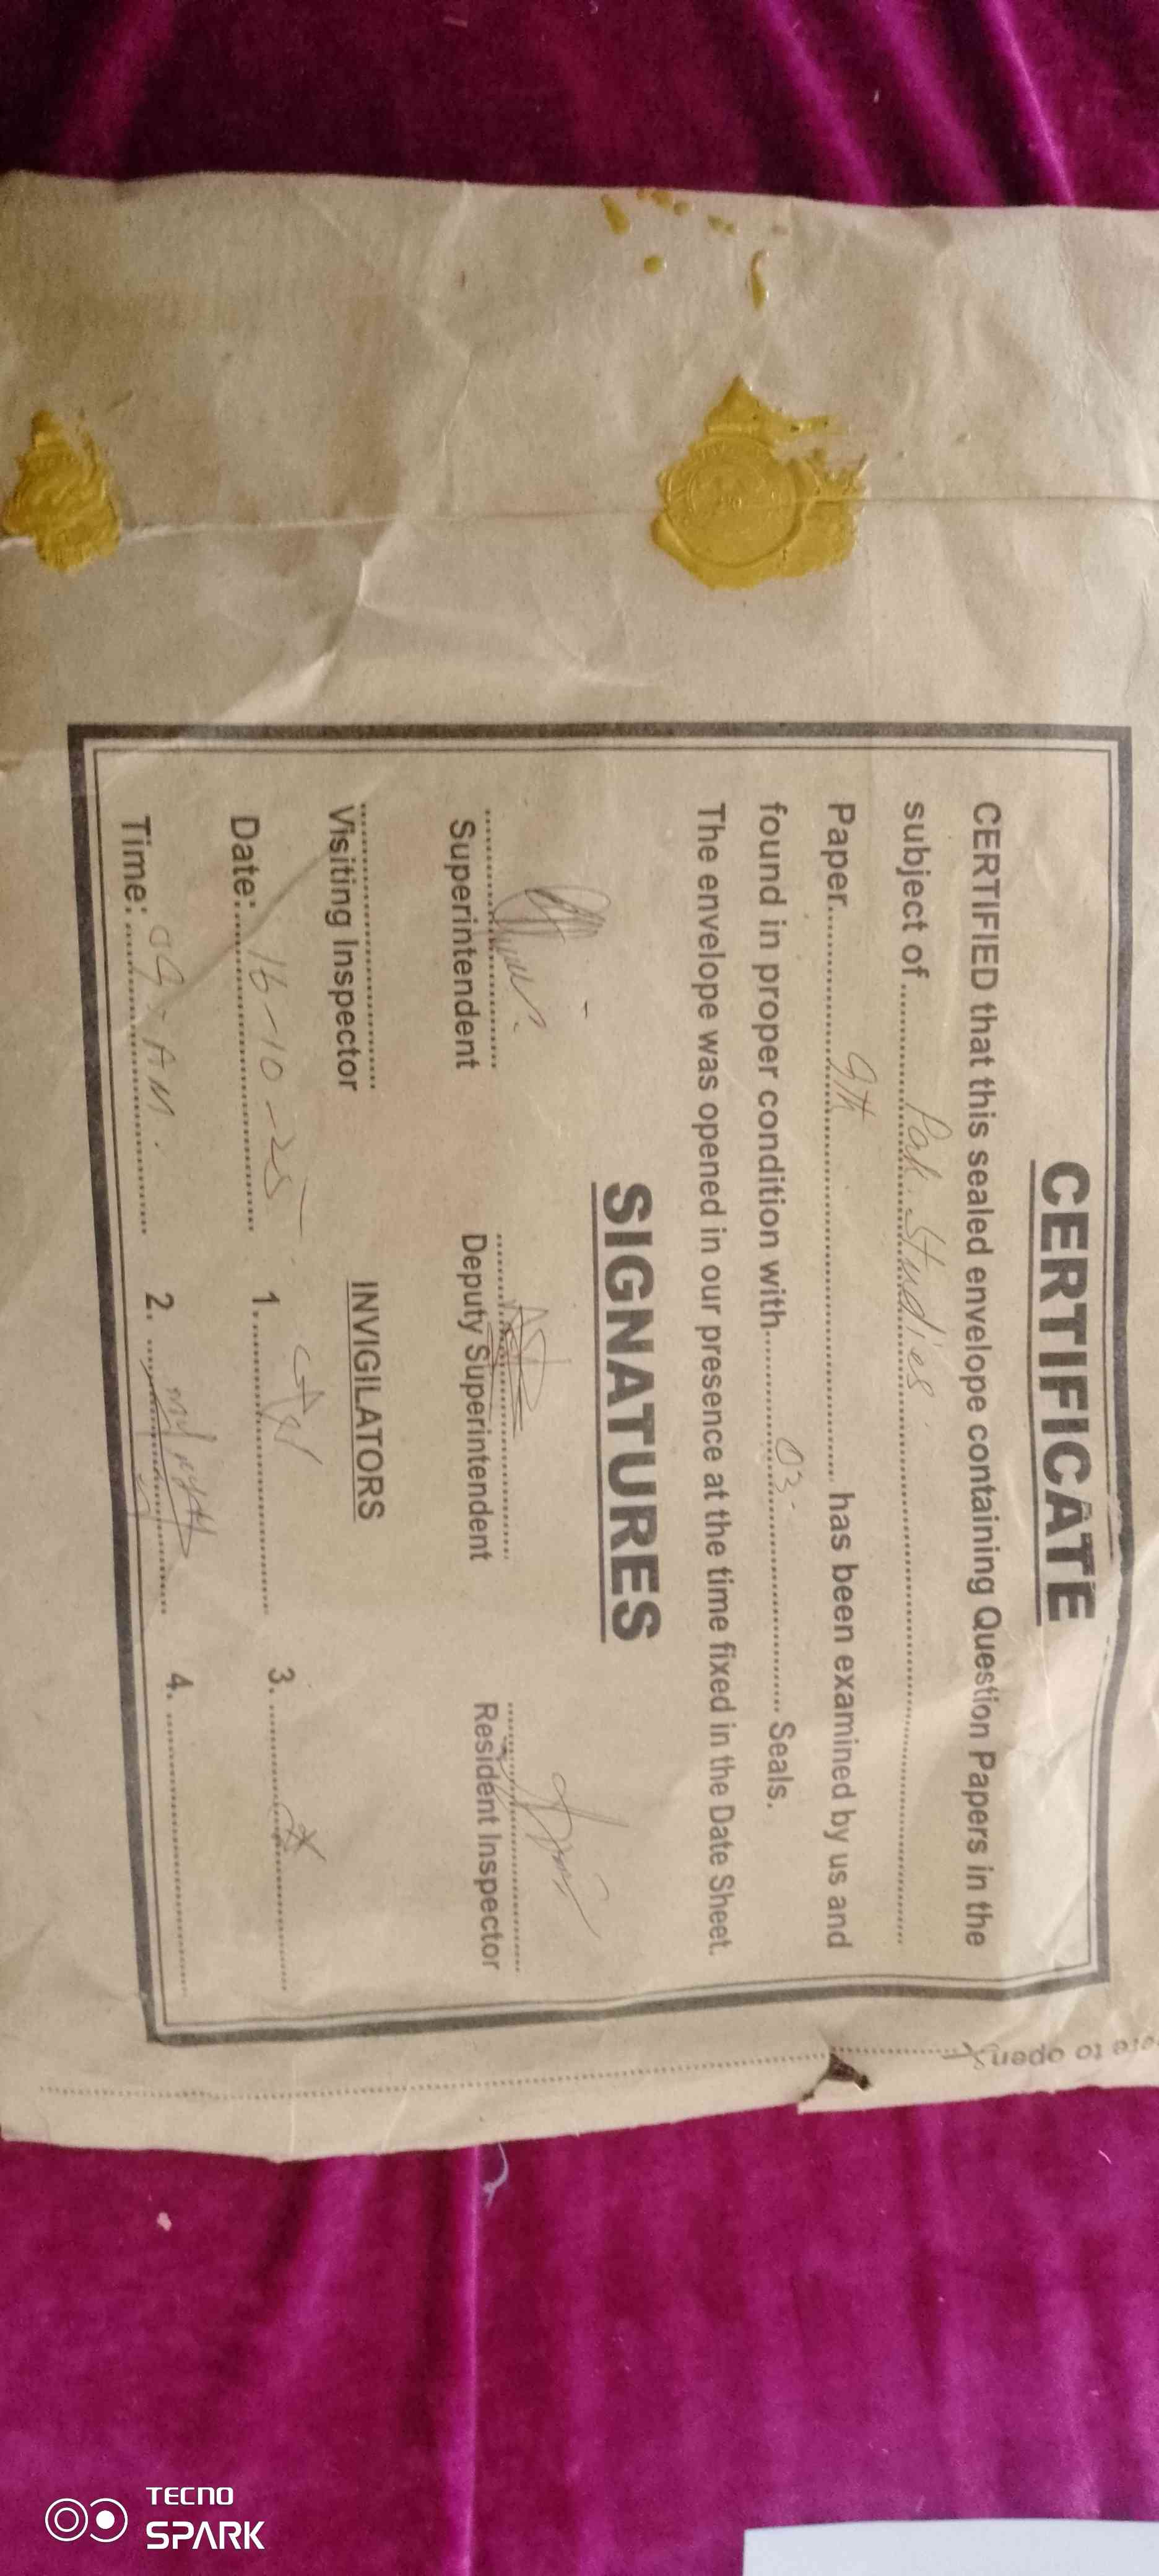 CERTIFICATE
CERTIFIED that this sealed envelope containing Question Papers in the
subject of Pak. Studies.
Paper 9th has been examined by us and
found in proper condition with 03 Seals.
The envelope was opened in our presence at the time fixed in the Date Sheet.
SIGNATURES
Superintendent Deputy Superintendent Resident Inspector
Visiting Inspector INVIGILATORS
Date: 16-10-25 1. 3.
Time: 09-AM. 2. 4.
to open
TECNO
SPARK